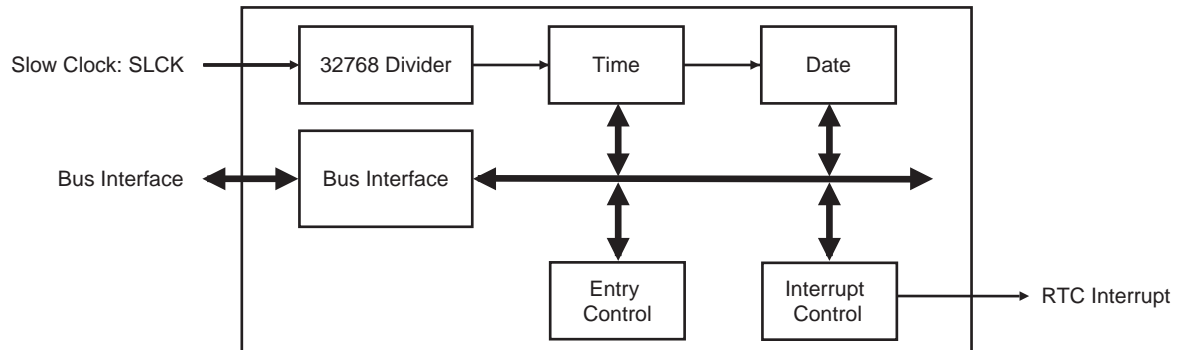 Slow Clock: SLCK
32768 Divider
Time
Date
Bus Interface
Bus Interface
Entry
Control
Interrupt
Control
RTC Interrupt